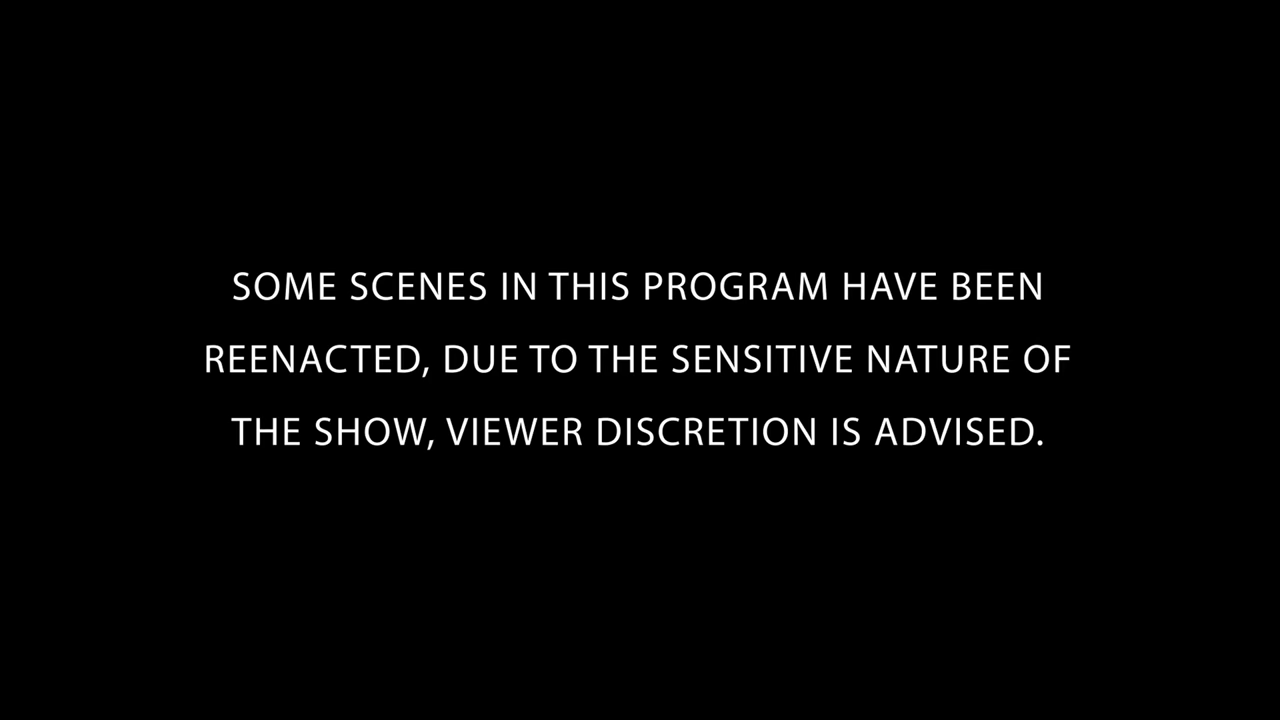 SOME SCENES IN THIS PROGRAM HAVE BEEN
REENACTED, DUE TO THE SENSITIVE NATURE OF
THE SHOW, VIEWER DISCRETION IS ADVISED.